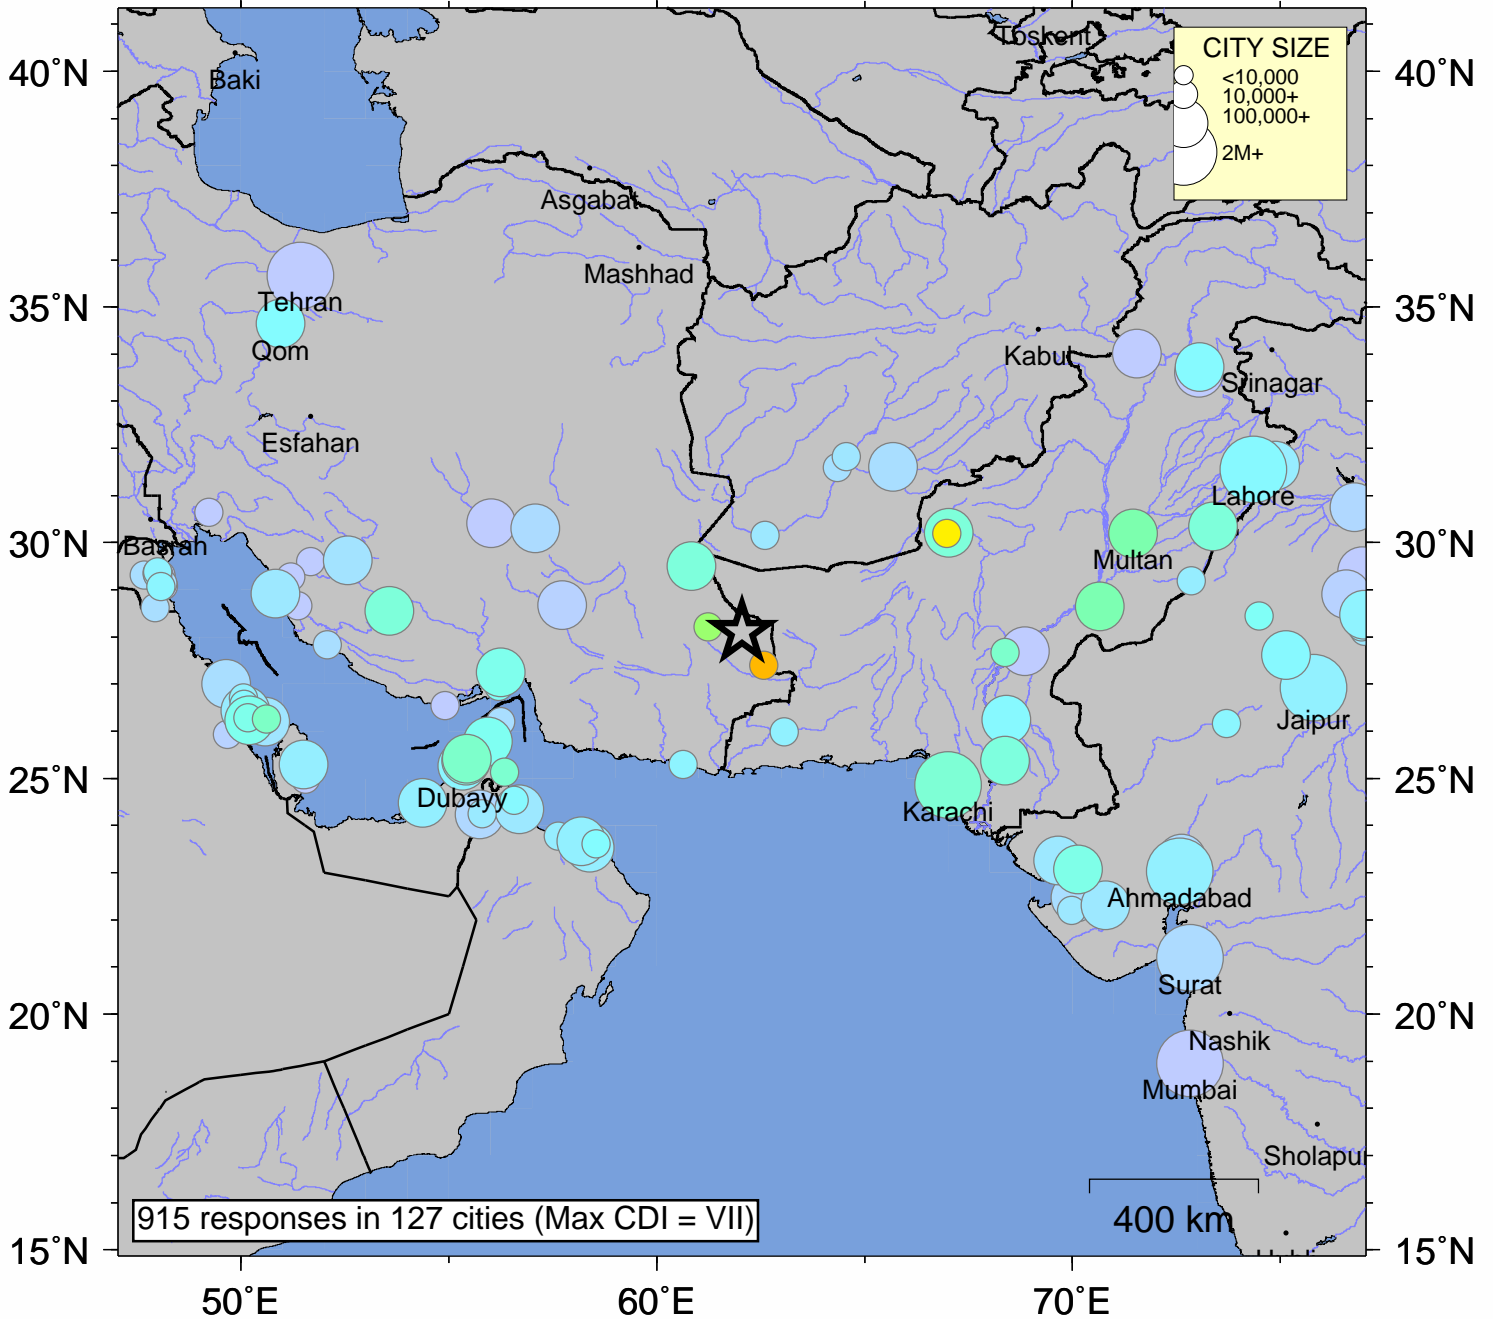 40°N
40°N
35°N
35°N
30°N
30°N
25°N
25°N
20°N
20°N
15°N
15°N
50°E
60°E
70°E
CITY SIZE
<10,000
10,000+
100,000+
2M+
Toskent
Baki
Asgabat
Mashhad
Tehran
Qom
Kabul
Srinagar
Esfahan
Lahore
Basrah
Multan
Jaipur
Dubayy
Karachi
Ahmadabad
Surat
Nashik
Mumbai
Sholapur
400 km
915 responses in 127 cities (Max CDI = VII)